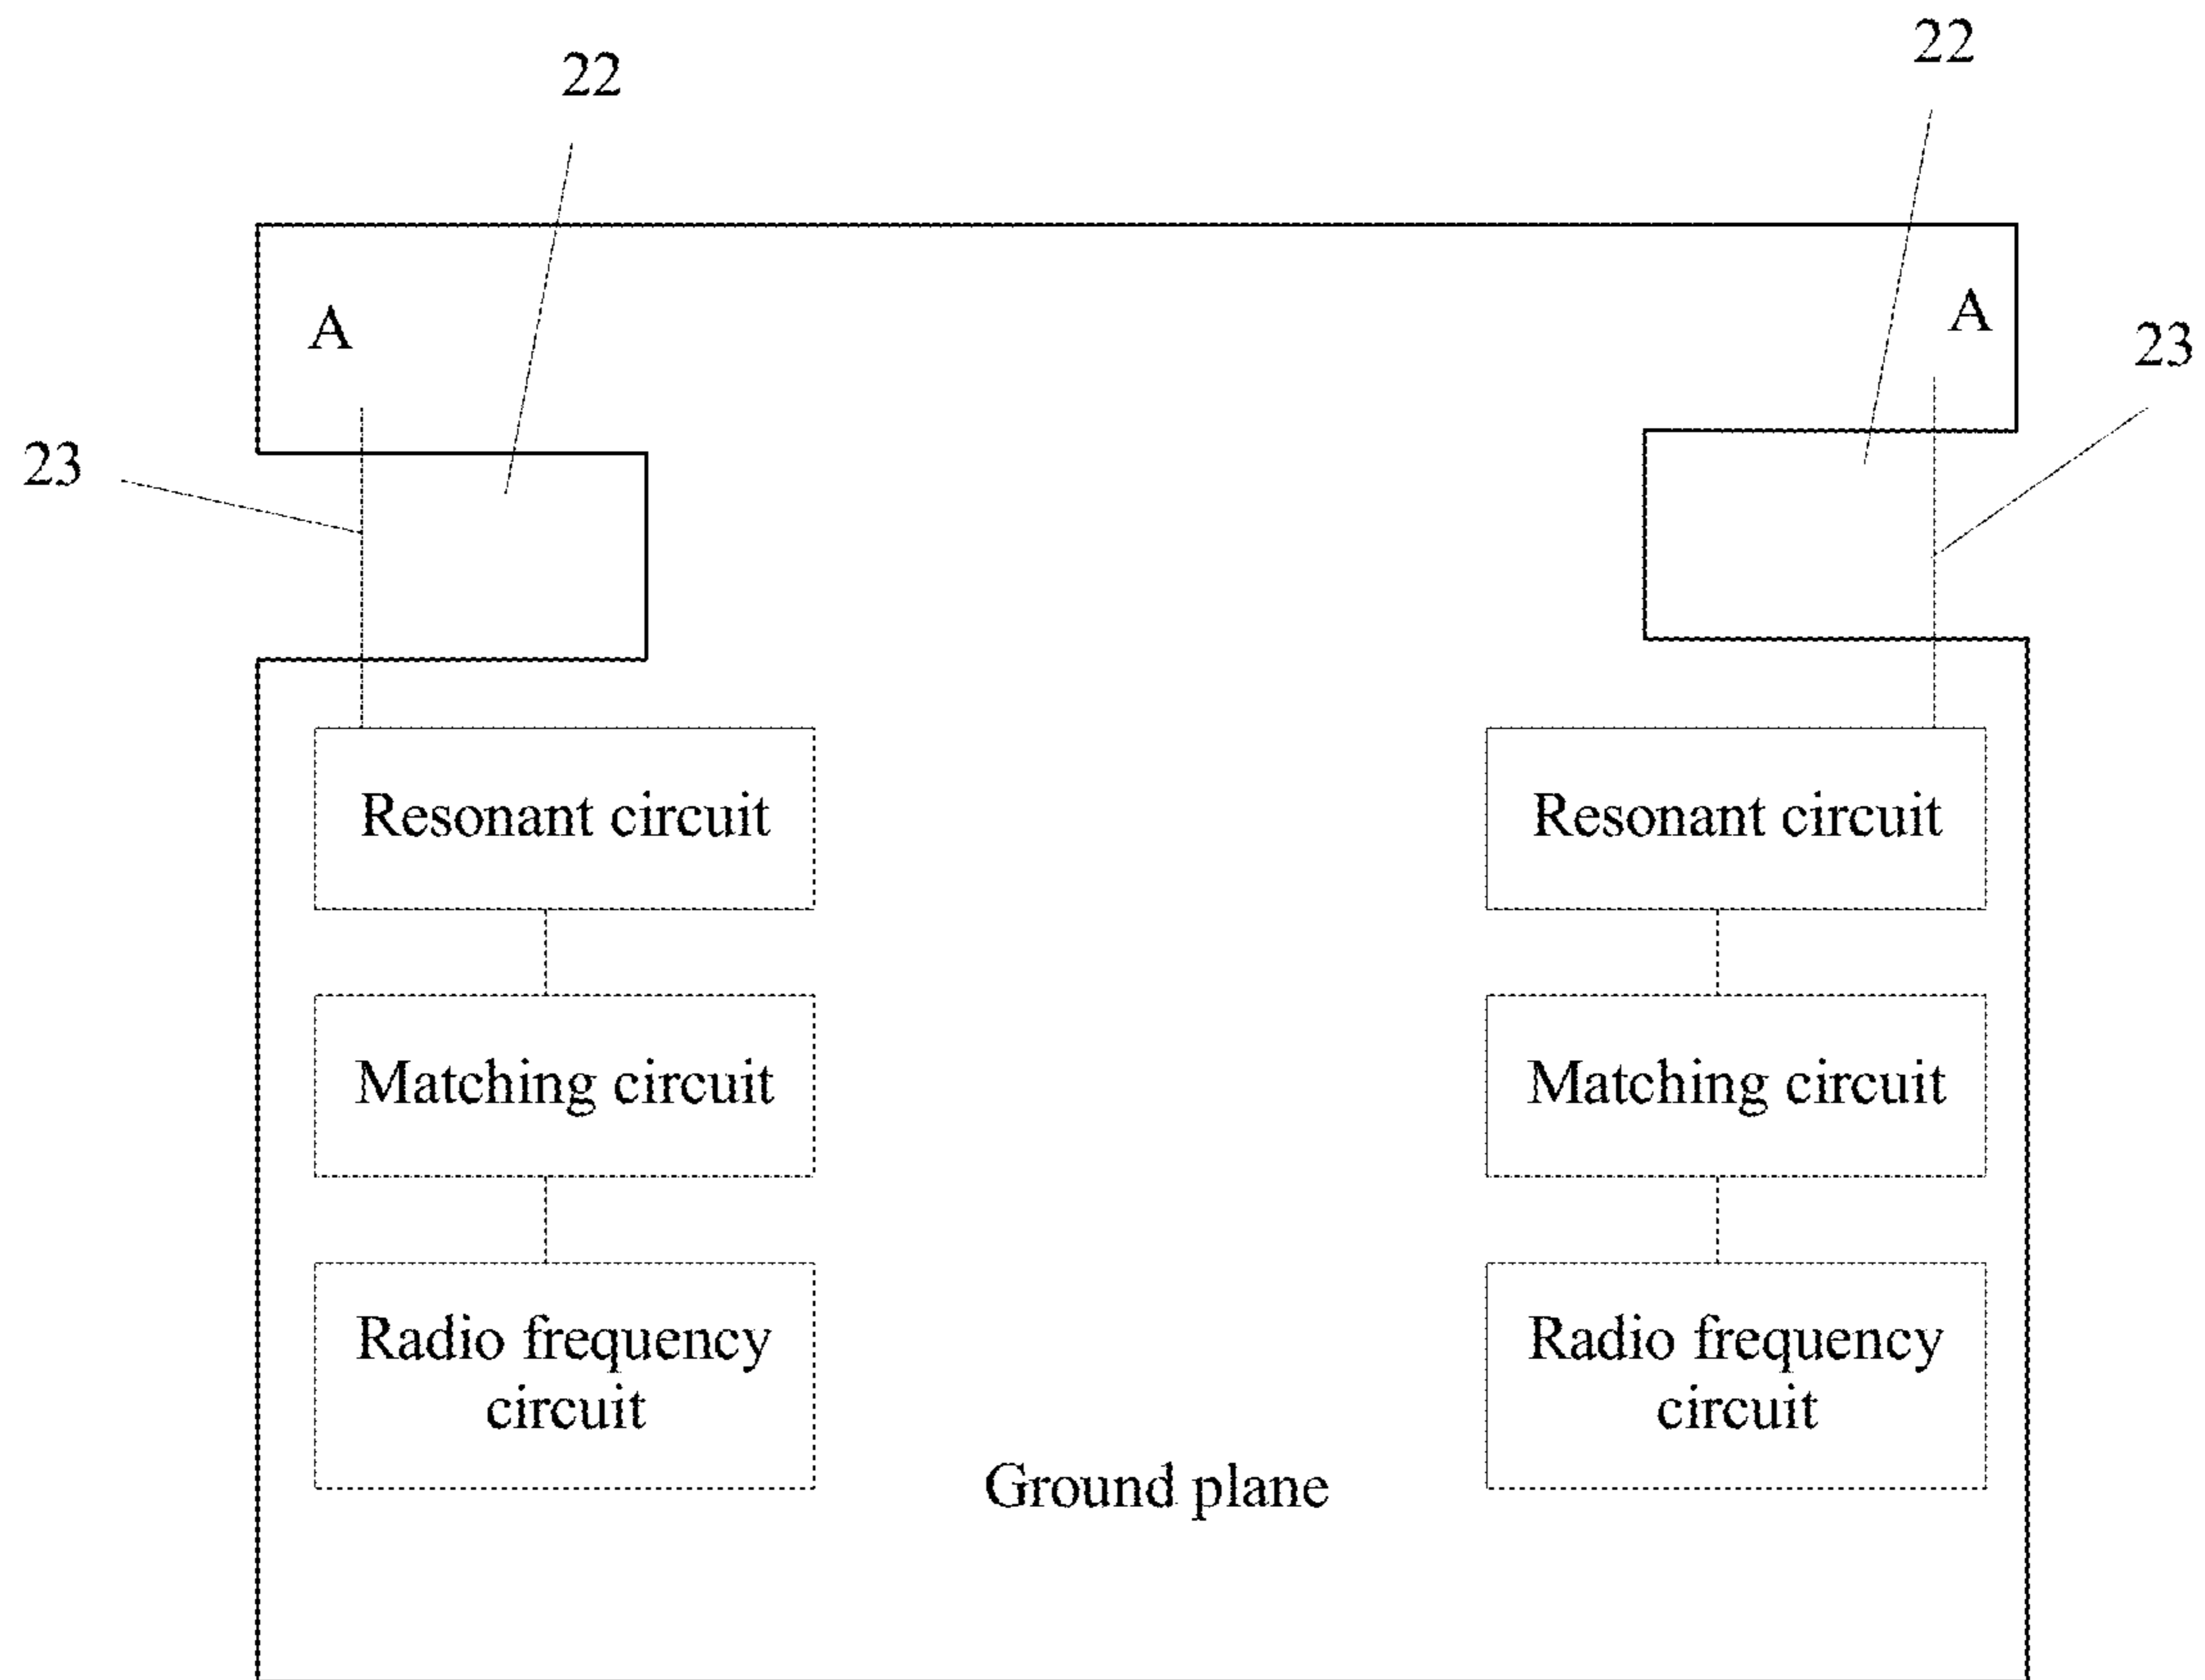 22
22
A
A
23
23
Resonant circuit
Resonant circuit
Matching circuit
Matching circuit
Radio frequency
circuit
Radio frequency
circuit
Ground plane